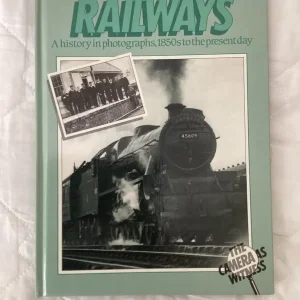 RAILWAYS
A history in photographs, 1850s to the present day
45609
THE
CAMERA AS
WITNESS